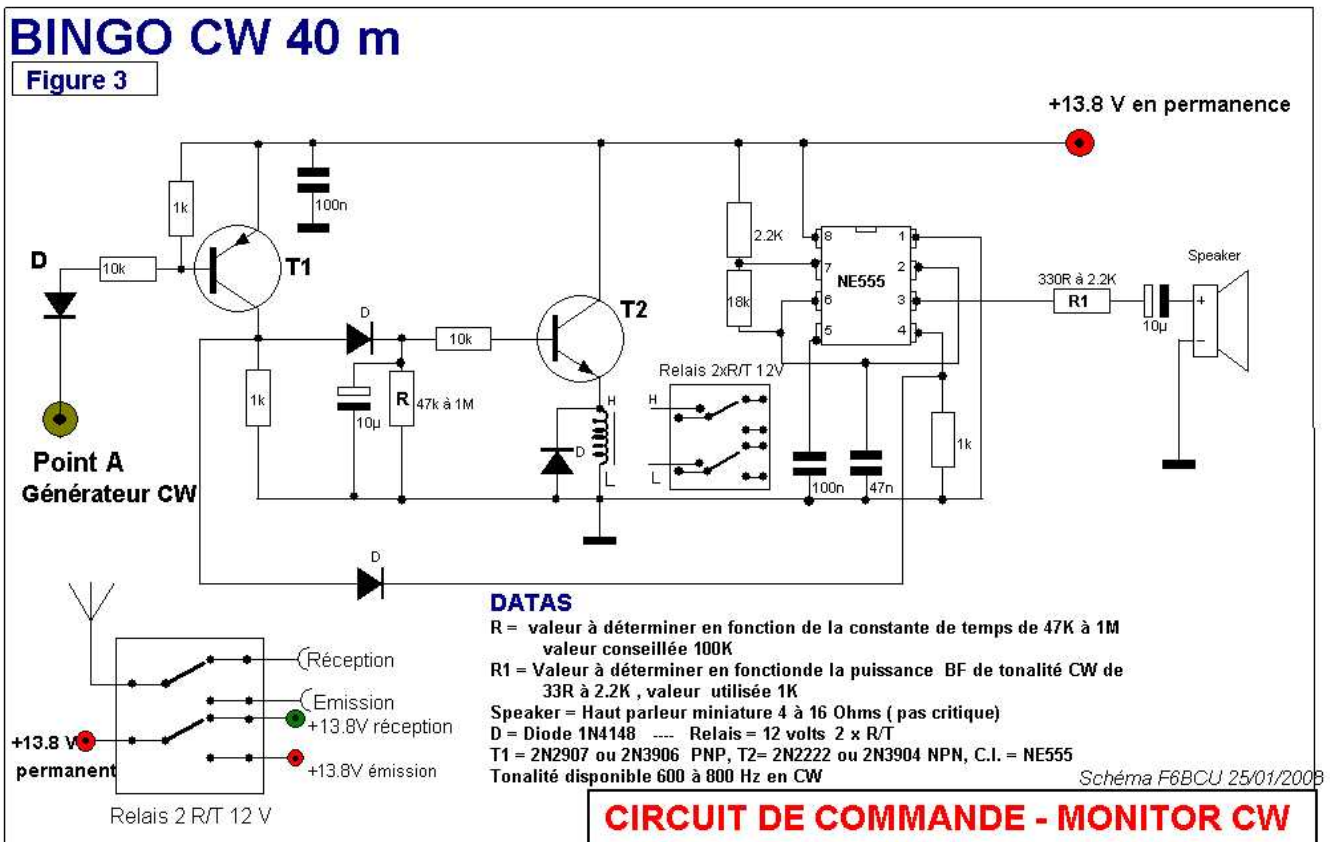 BINGO CW 40 m
Figure 3
+13.8 V en permanence
1k
100n
D
10k
T1
2.2K
8
1
7
2
NE555
6
3
5
4
18k
Speaker
330R à 2.2K
R1
+
-
10µ
D
10k
T2
Relais 2xR/T 12V
H
H
1k
10µ
R
47k à 1M
D
L
L
100n
47n
1k
Point A
Générateur CW
D
DATAS
R = valeur à déterminer en fonction de la constante de temps de 47K à 1M
valeur conseillée 100K
R1 = Valeur à déterminer en fonctionde la puissance BF de tonalité CW de
33R à 2.2K , valeur utilisée 1K
Speaker = Haut parleur miniature 4 à 16 Ohms ( pas critique)
D = Diode 1N4148 ---- Relais = 12 volts 2 x R/T
T1 = 2N2907 ou 2N3906 PNP, T2= 2N2222 ou 2N3904 NPN, C.I. = NE555
Tonalité disponible 600 à 800 Hz en CW
Schéma F6BCU 25/01/2008
Réception
Emission
+13.8V réception
+13.8 V
permanent
+13.8V émission
Relais 2 R/T 12 V
CIRCUIT DE COMMANDE - MONITOR CW